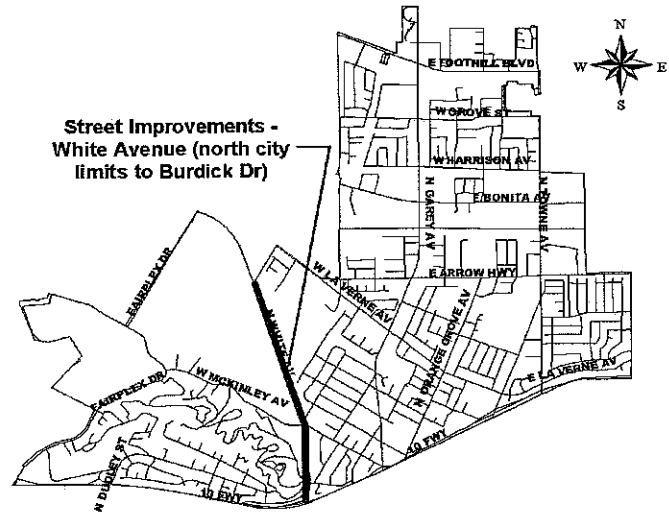 N
W E
S
E FOOTHILL BLVD
W GROVE ST
Street Improvements -
White Avenue (north city
limits to Burdick Dr)
W HARRISON AV
E BONITA AV
N GAREY AV
N TOWNE AV
FAIRPLEX DR
W LA VERNE AV
E ARROW HWY
N WHITE
N ORANGE GROVE AV
W MCKINLEY AV
E LA VERNE AV
FAIRPLEX DR
N DUDLEY ST
10 FWY
10 FWY